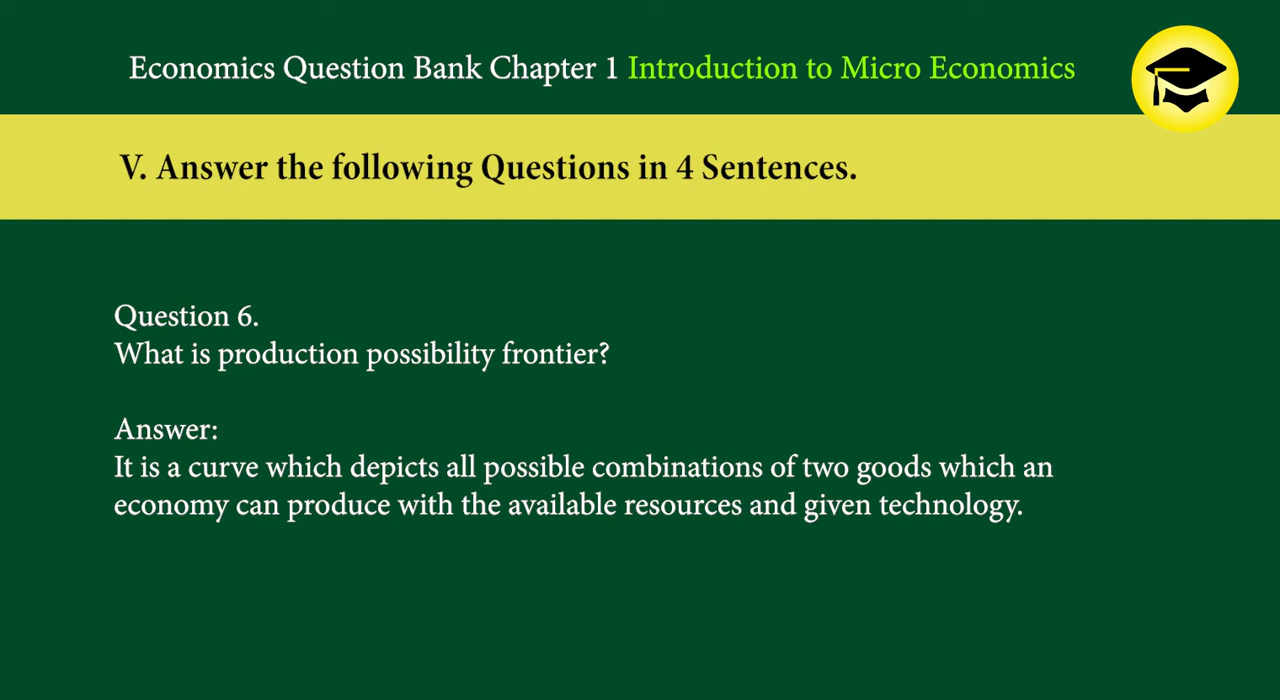 Economics Question Bank Chapter 1 Introduction to Micro Economics
V. Answer the following Questions in 4 Sentences.
Question 6.
What is production possibility frontier?
Answer:
It is a curve which depicts all possible combinations of two goods which an
economy can produce with the available resources and given technology.